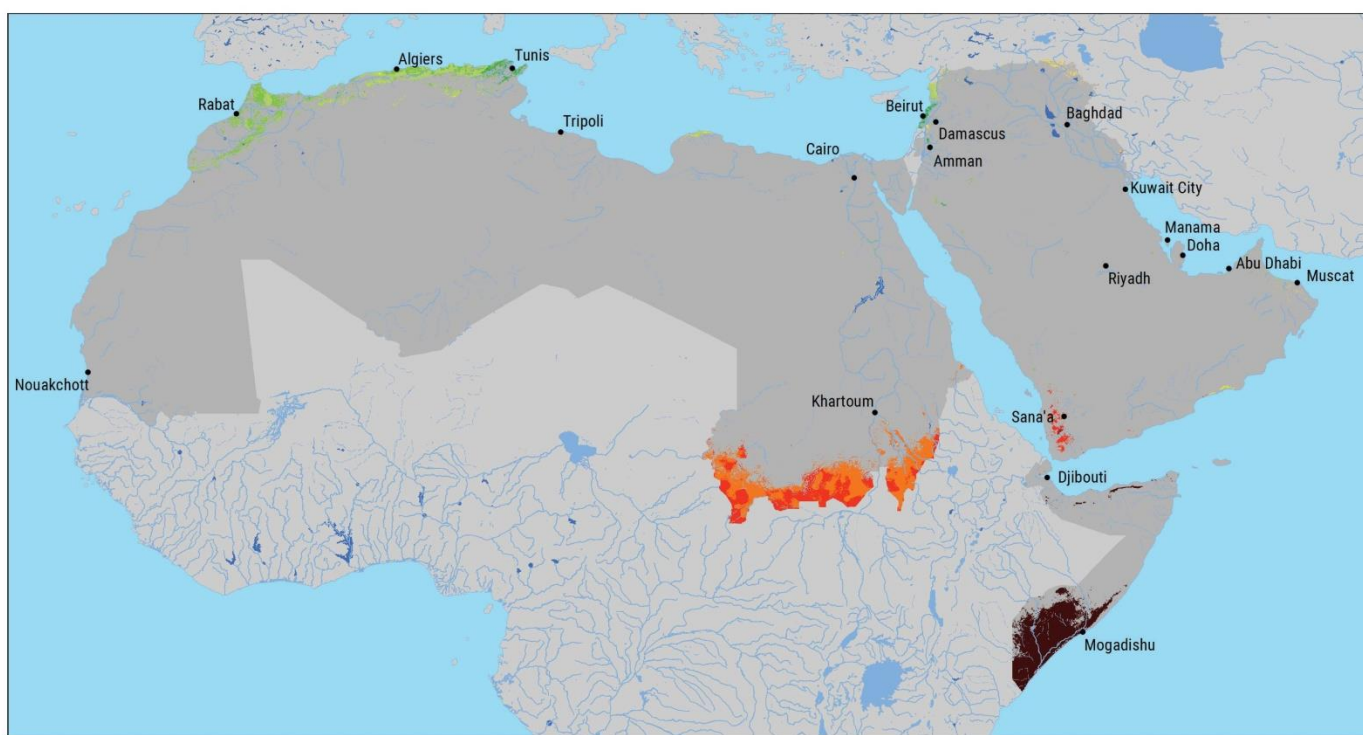 Algiers
Tunis
Rabat
Tripoli
Beirut
Damascus
Baghdad
Cairo
Amman
Kuwait City
Manama
Doha
Abu Dhabi
Riyadh
Muscat
Nouakchott
Khartoum
Sana'a
Djibouti
Mogadishu